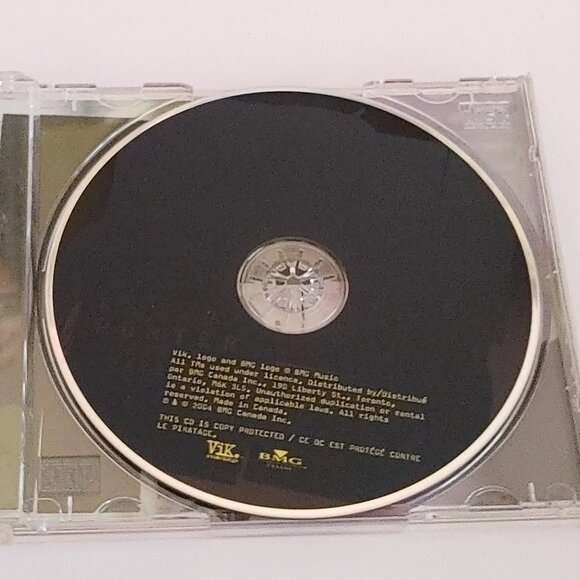 Vik. logo and BMG logo ® BMG Music
All TMs used under licence. Distributed by/Distribué
par BMG Canada Inc., 190 Liberty St., Toronto,
Ontario, M6K 3L5. Unauthorized duplication or rental
is a violation of applicable laws. All rights
reserved. Made in Canada.
℗ & © 2004 BMG Canada Inc.
THIS CD IS COPY PROTECTED / CE DC EST PROTÉGÉ CONTRE
LE PIRATAGE.
ViK.
BMG
CANADA